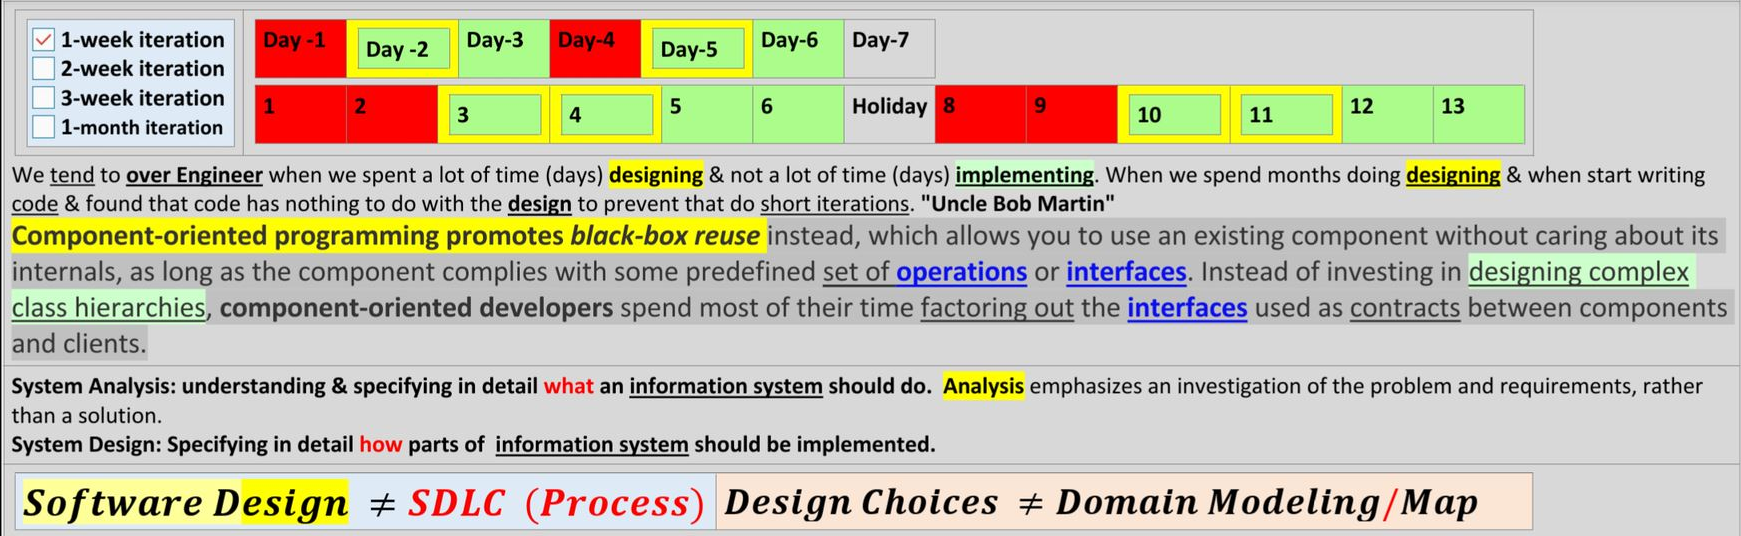 1-week iteration
2-week iteration
3-week iteration
1-month iteration
Day -1 Day -2 Day-3 Day-4 Day-5 Day-6 Day-7
1 2 3 4 5 6 Holiday 8 9 10 11 12 13
We tend to over Engineer when we spent a lot of time (days) designing & not a lot of time (days) implementing. When we spend months doing designing & when start writing
code & found that code has nothing to do with the design to prevent that do short iterations. "Uncle Bob Martin"
Component-oriented programming promotes black-box reuse instead, which allows you to use an existing component without caring about its
internals, as long as the component complies with some predefined set of operations or interfaces. Instead of investing in designing complex
class hierarchies, component-oriented developers spend most of their time factoring out the interfaces used as contracts between components
and clients.
System Analysis: understanding & specifying in detail what an information system should do. Analysis emphasizes an investigation of the problem and requirements, rather
than a solution.
System Design: Specifying in detail how parts of information system should be implemented.
Software Design ≠ SDLC (Process) Design Choices ≠ Domain Modeling/Map